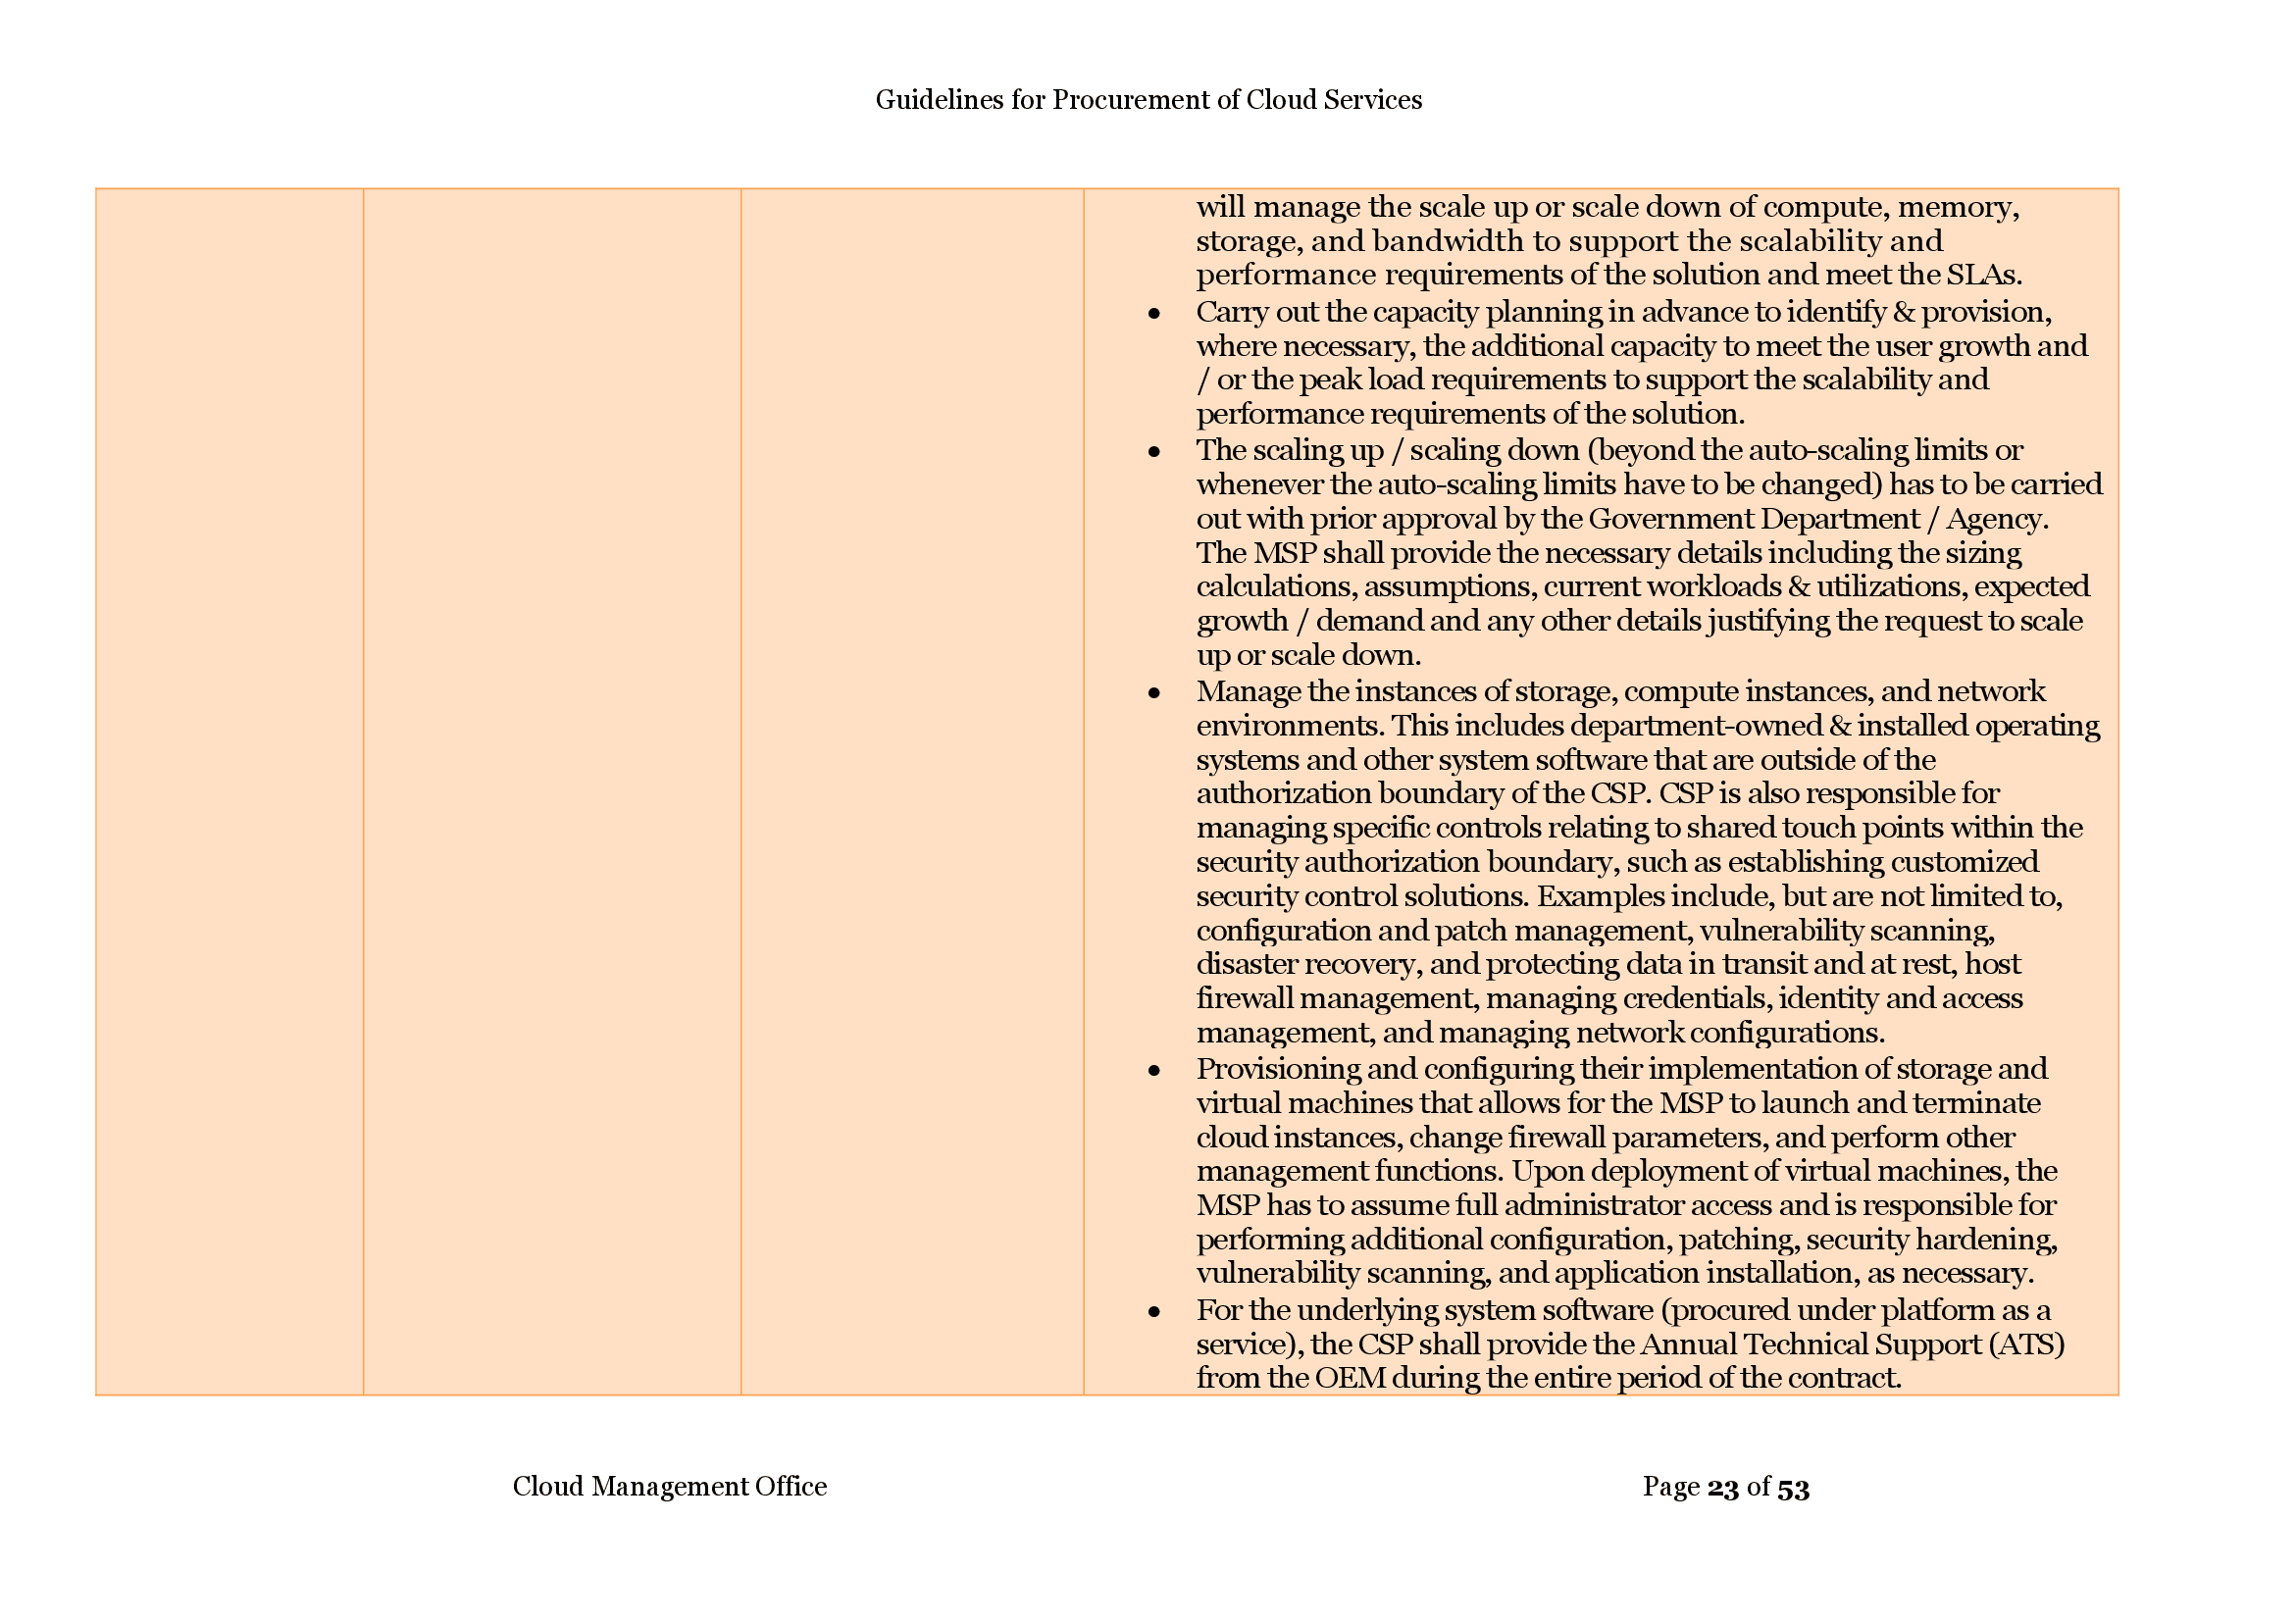 Guidelines for Procurement of Cloud Services
will manage the scale up or scale down of compute, memory,
storage, and bandwidth to support the scalability and
performance requirements of the solution and meet the SLAs.
• Carry out the capacity planning in advance to identify & provision,
where necessary, the additional capacity to meet the user growth and
/ or the peak load requirements to support the scalability and
performance requirements of the solution.
• The scaling up / scaling down (beyond the auto-scaling limits or
whenever the auto-scaling limits have to be changed) has to be carried
out with prior approval by the Government Department / Agency.
The MSP shall provide the necessary details including the sizing
calculations, assumptions, current workloads & utilizations, expected
growth / demand and any other details justifying the request to scale
up or scale down.
• Manage the instances of storage, compute instances, and network
environments. This includes department-owned & installed operating
systems and other system software that are outside of the
authorization boundary of the CSP. CSP is also responsible for
managing specific controls relating to shared touch points within the
security authorization boundary, such as establishing customized
security control solutions. Examples include, but are not limited to,
configuration and patch management, vulnerability scanning,
disaster recovery, and protecting data in transit and at rest, host
firewall management, managing credentials, identity and access
management, and managing network configurations.
• Provisioning and configuring their implementation of storage and
virtual machines that allows for the MSP to launch and terminate
cloud instances, change firewall parameters, and perform other
management functions. Upon deployment of virtual machines, the
MSP has to assume full administrator access and is responsible for
performing additional configuration, patching, security hardening,
vulnerability scanning, and application installation, as necessary.
• For the underlying system software (procured under platform as a
service), the CSP shall provide the Annual Technical Support (ATS)
from the OEM during the entire period of the contract.
Cloud Management Office Page 23 of 53